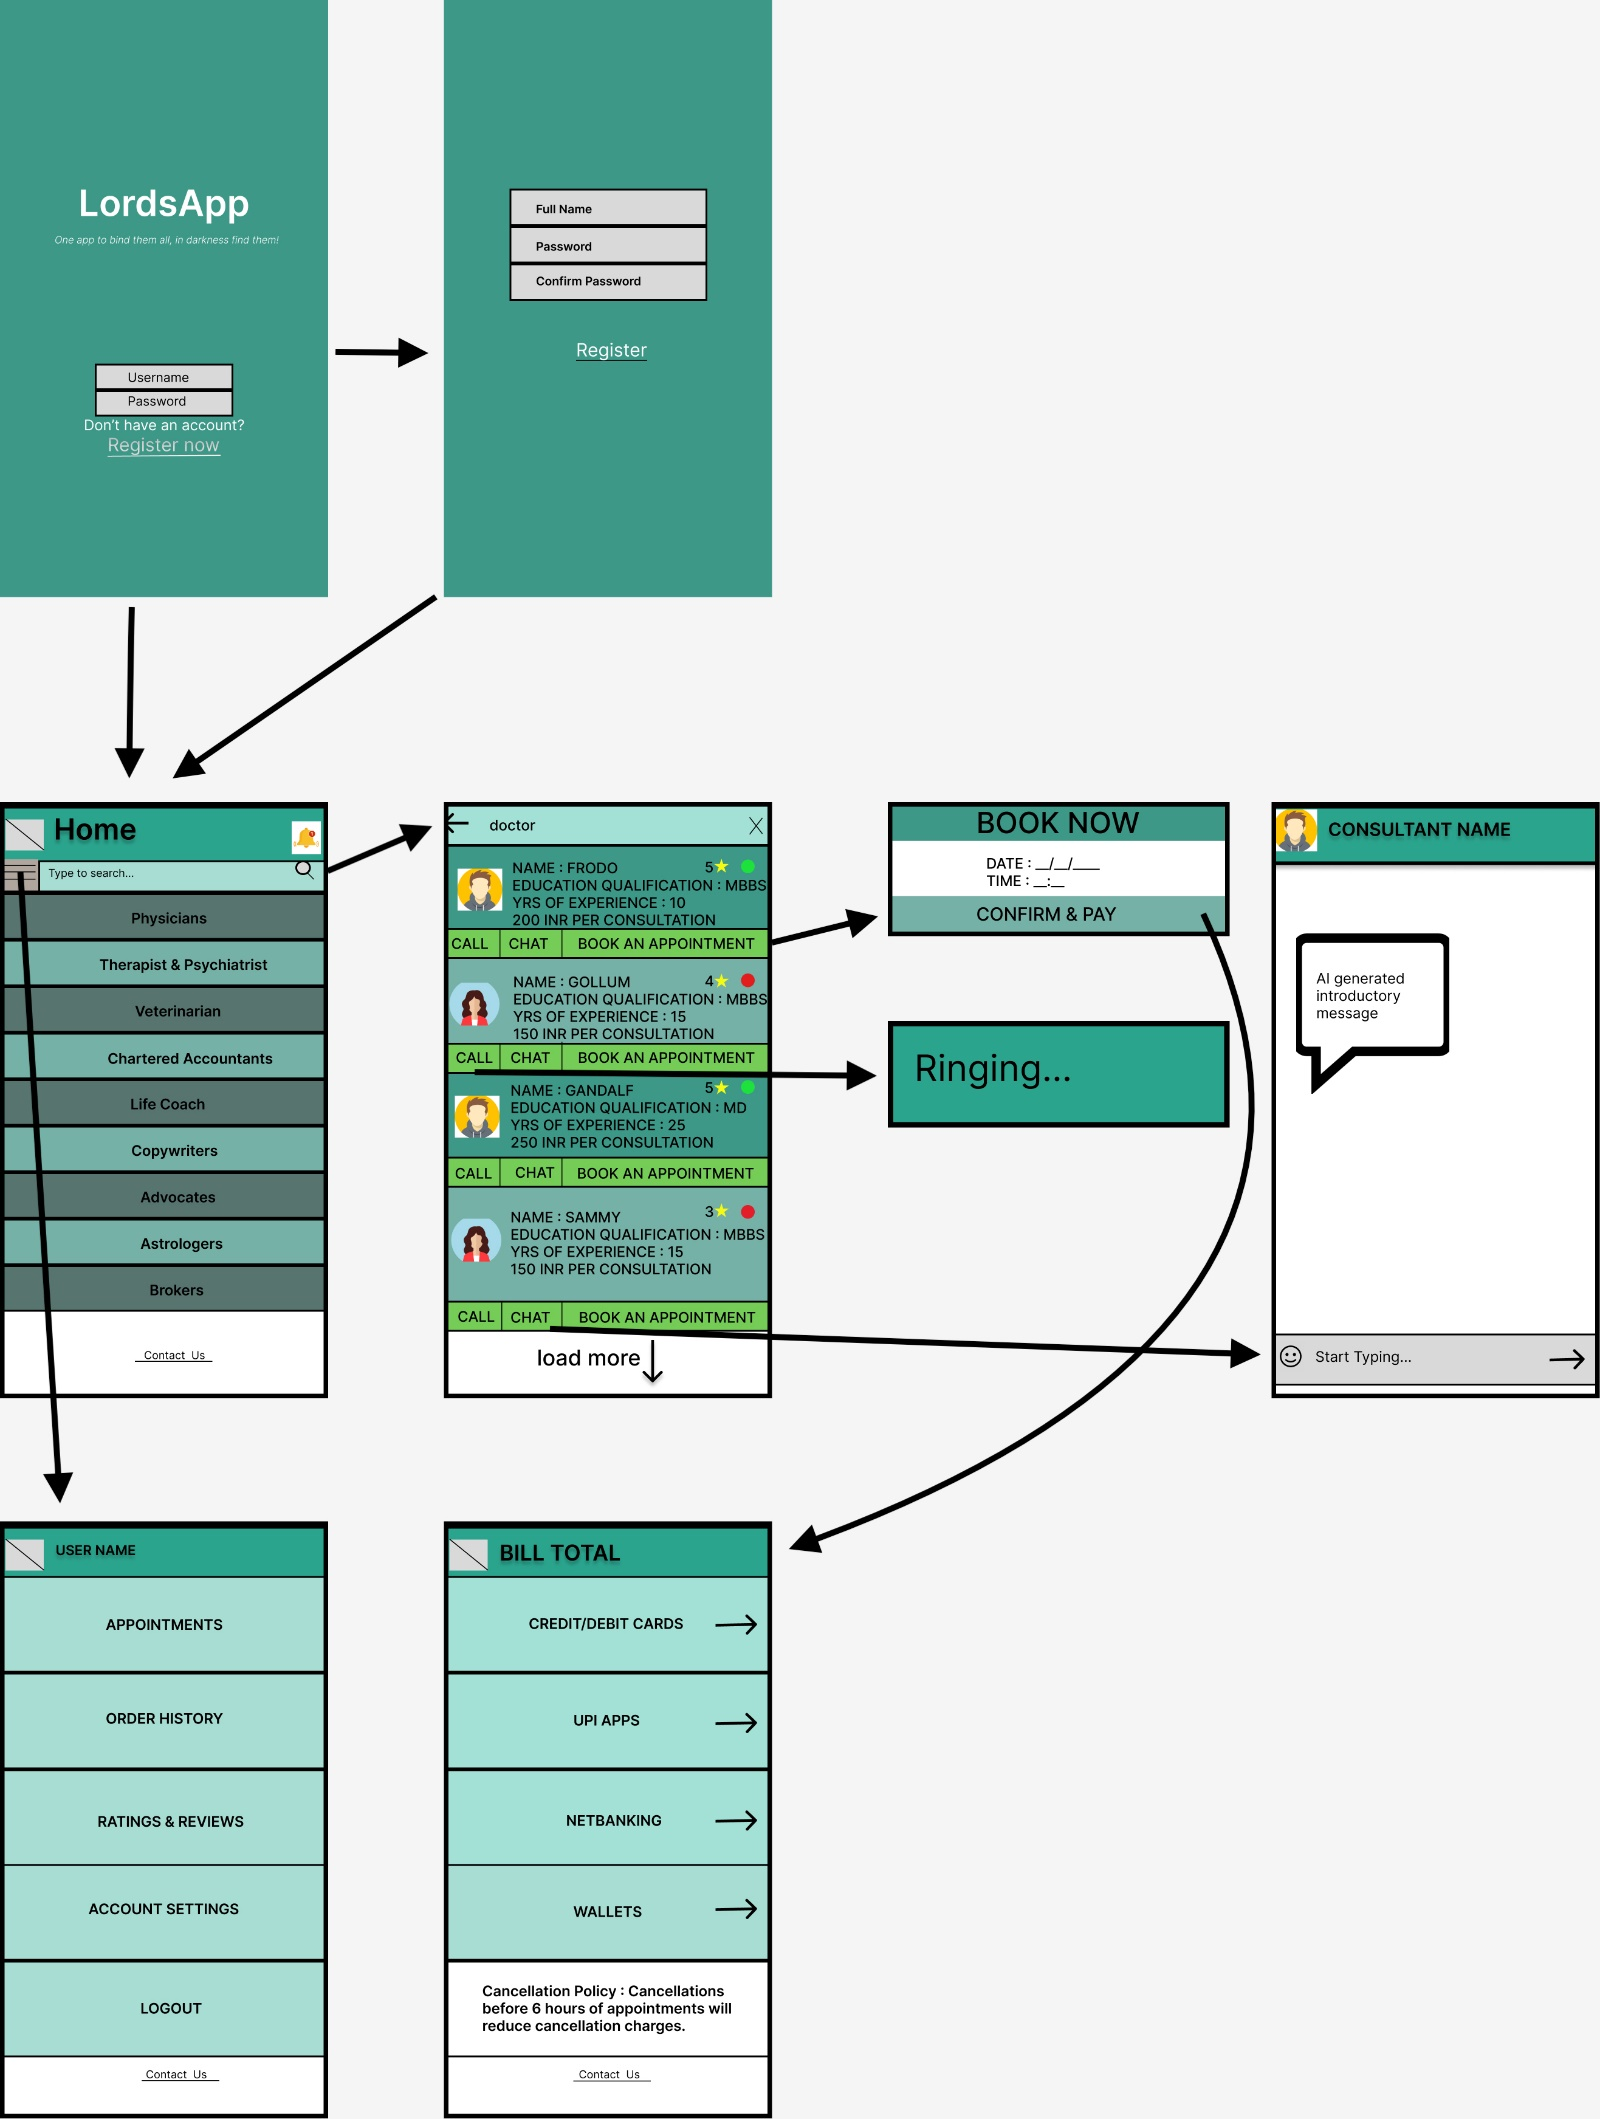 LordsApp
One app to bind them all, in darkness find them!
Username
Password
Don't have an account?
Register now
Full Name
Password
Confirm Password
Register
Home
Type to search...
Physicians
Therapist & Psychiatrist
Veterinarian
Chartered Accountants
Life Coach
Copywriters
Advocates
Astrologers
Brokers
Contact Us
doctor
NAME : FRODO 5
EDUCATION QUALIFICATION : MBBS
YRS OF EXPERIENCE : 10
200 INR PER CONSULTATION
CALL CHAT BOOK AN APPOINTMENT
NAME : GOLLUM 4
EDUCATION QUALIFICATION : MBBS
YRS OF EXPERIENCE : 15
150 INR PER CONSULTATION
CALL CHAT BOOK AN APPOINTMENT
NAME : GANDALF 5
EDUCATION QUALIFICATION : MD
YRS OF EXPERIENCE : 25
250 INR PER CONSULTATION
CALL CHAT BOOK AN APPOINTMENT
NAME : SAMMY 3
EDUCATION QUALIFICATION : MBBS
YRS OF EXPERIENCE : 15
150 INR PER CONSULTATION
CALL CHAT BOOK AN APPOINTMENT
load more
BOOK NOW
DATE : __/__/____
TIME : __:__
CONFIRM & PAY
Ringing...
CONSULTANT NAME
AI generated
introductory
message
Start Typing...
USER NAME
APPOINTMENTS
ORDER HISTORY
RATINGS & REVIEWS
ACCOUNT SETTINGS
LOGOUT
Contact Us
BILL TOTAL
CREDIT/DEBIT CARDS
UPI APPS
NETBANKING
WALLETS
Cancellation Policy : Cancellations
before 6 hours of appointments will
reduce cancellation charges.
Contact Us